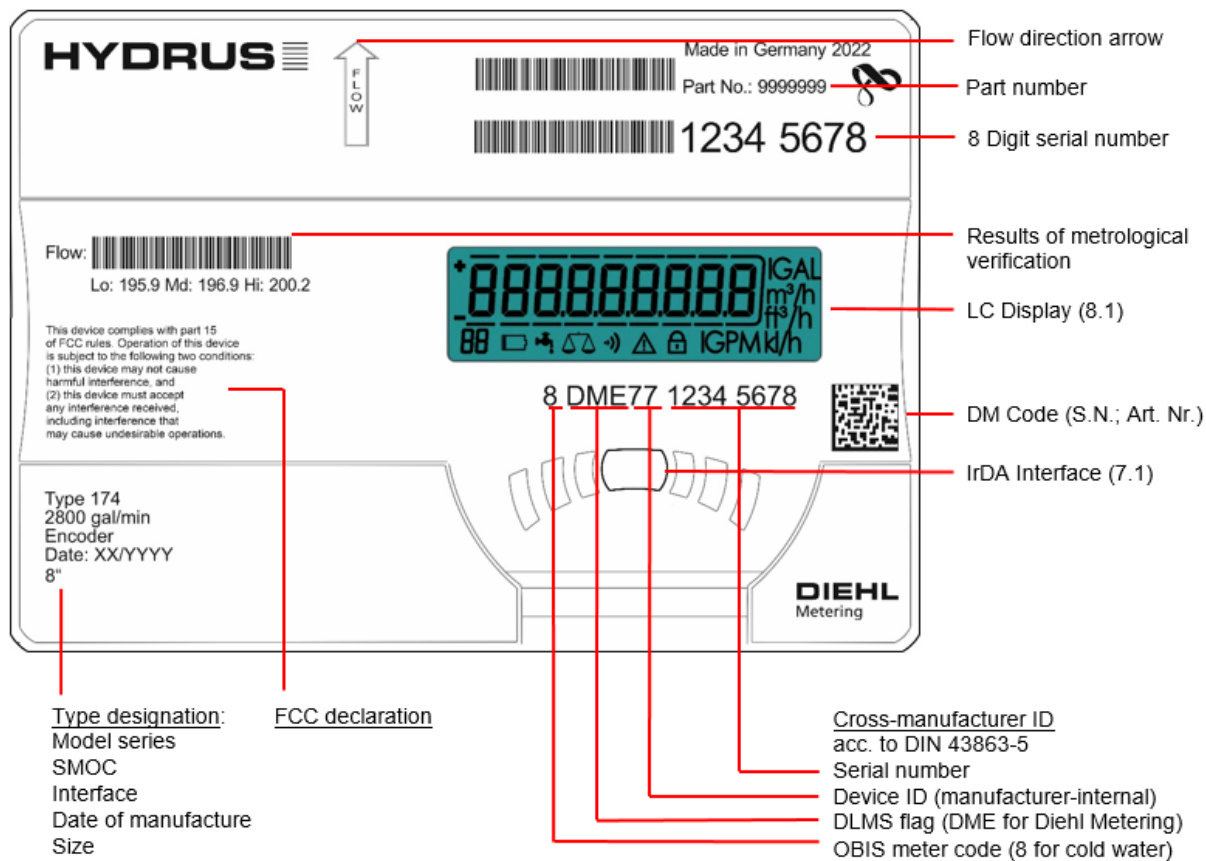 HYDRUS
FLOW
Made in Germany 2022
Part No.: 9999999
1234 5678
Flow direction arrow
Part number
8 Digit serial number
Flow:
Lo: 195.9 Md: 196.9 Hi: 200.2
Results of metrological
verification
This device complies with part 15
of FCC rules. Operation of this device
is subject to the following two conditions:
(1) this device may not cause
harmful interference, and
(2) this device must accept
any interference received,
including interference that
may cause undesirable operations.
+
888888888 IGAL
m³/h
- ft³/h
88 IGPM kl/h
LC Display (8.1)
8 DME77 1234 5678
DM Code (S.N.; Art. Nr.)
IrDA Interface (7.1)
Type 174
2800 gal/min
Encoder
Date: XX/YYYY
8"
DIEHL
Metering
Type designation:
Model series
SMOC
Interface
Date of manufacture
Size
FCC declaration
Cross-manufacturer ID
acc. to DIN 43863-5
Serial number
Device ID (manufacturer-internal)
DLMS flag (DME for Diehl Metering)
OBIS meter code (8 for cold water)